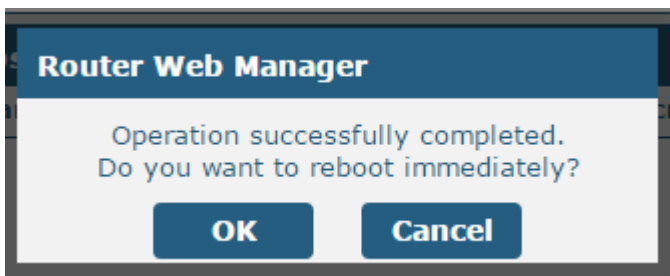 Router Web Manager
Operation successfully completed.
Do you want to reboot immediately?
OK Cancel